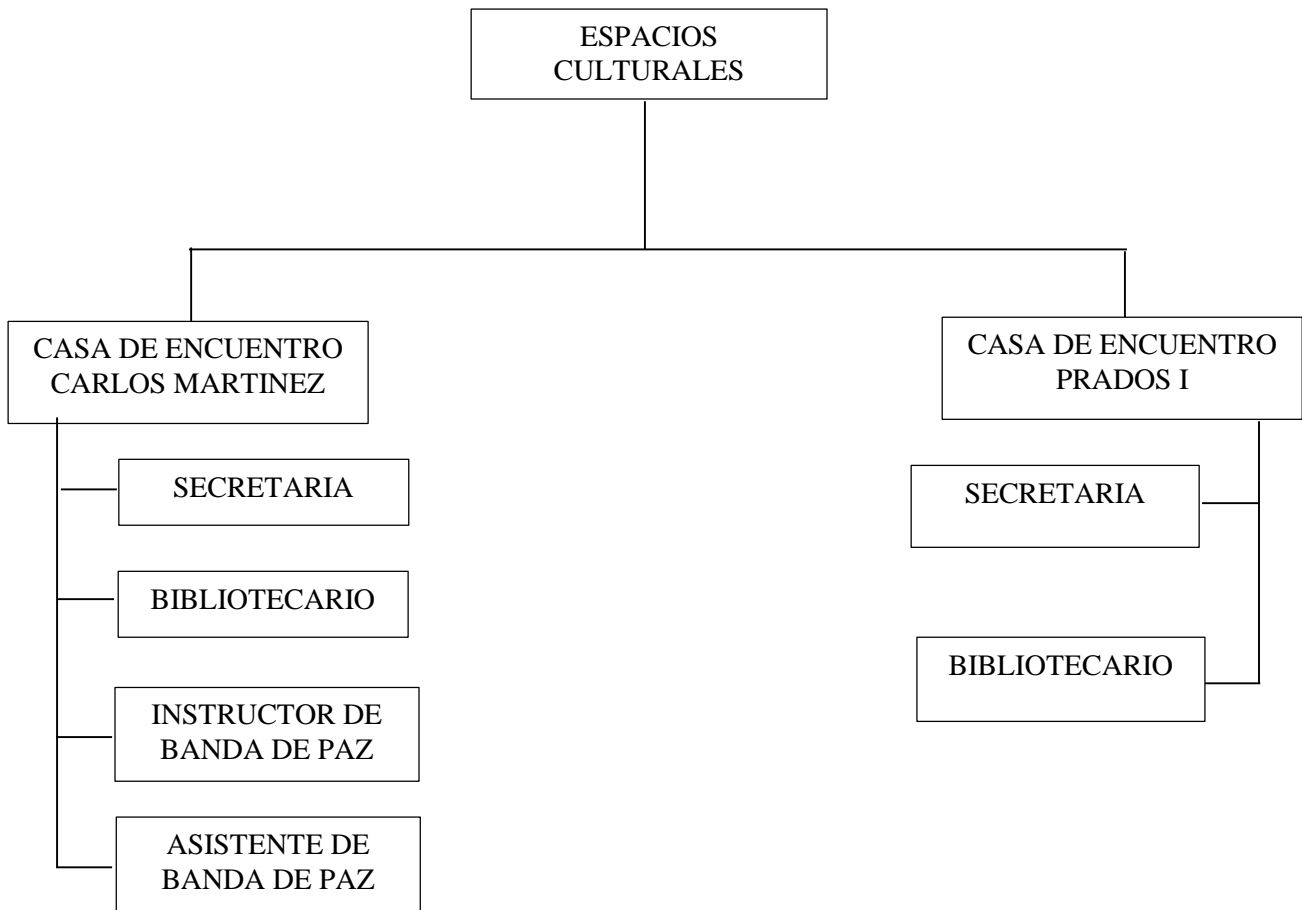 ESPACIOS
CULTURALES
CASA DE ENCUENTRO
CARLOS MARTINEZ
SECRETARIA
BIBLIOTECARIO
INSTRUCTOR DE
BANDA DE PAZ
ASISTENTE DE
BANDA DE PAZ
CASA DE ENCUENTRO
PRADOS I
SECRETARIA
BIBLIOTECARIO